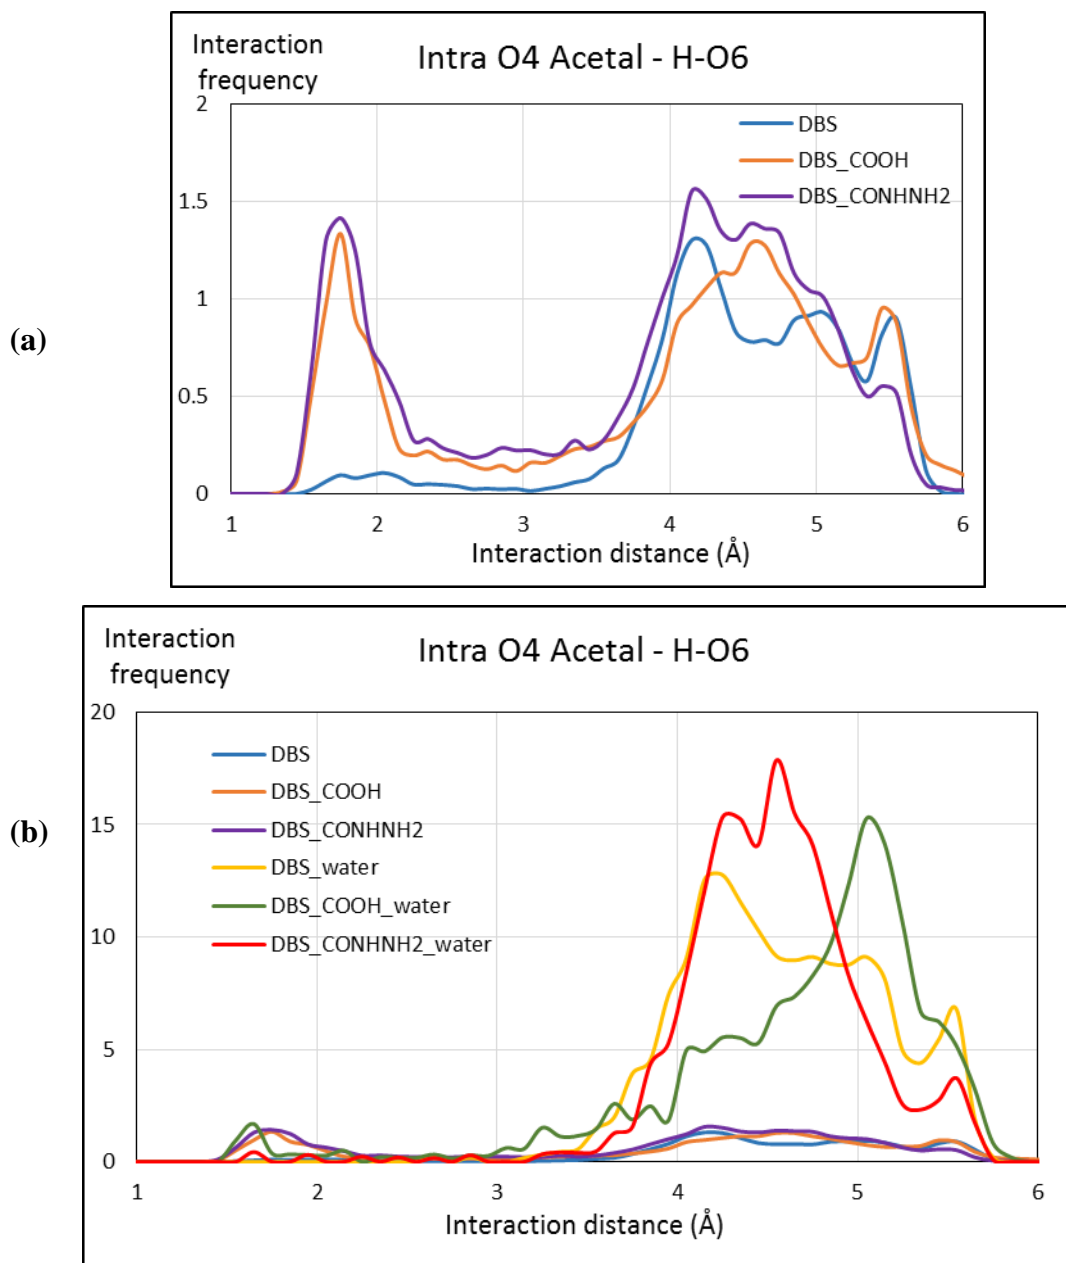 (a)
Interaction
frequency
Intra O4 Acetal - H-O6
2
1.5
1
0.5
0
DBS
DBS_COOH
DBS_CONHNH2
1 2 3 4 5 6
Interaction distance (Å)
(b)
Interaction
frequency
Intra O4 Acetal - H-O6
20
15
10
5
0
DBS
DBS_COOH
DBS_CONHNH2
DBS_water
DBS_COOH_water
DBS_CONHNH2_water
1 2 3 4 5 6
Interaction distance (Å)